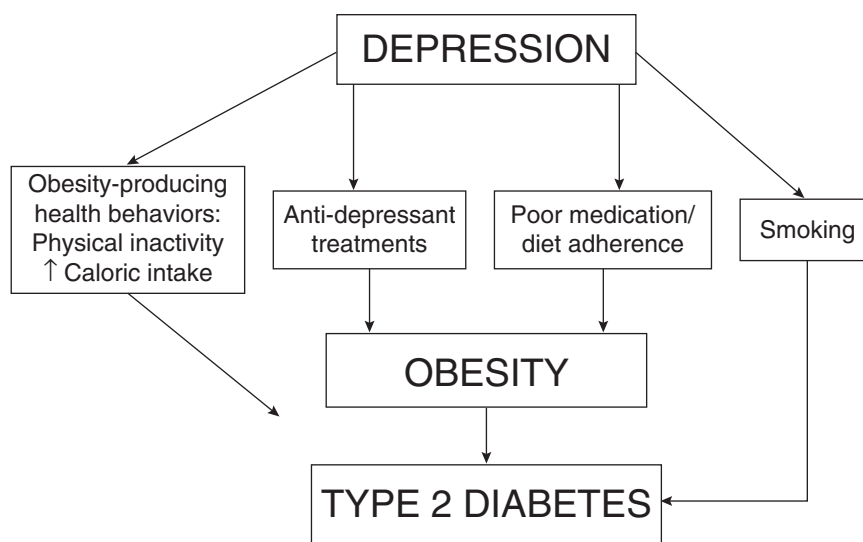 DEPRESSION
Obesity-producing
health behaviors:
Physical inactivity
↑ Caloric intake
Anti-depressant
treatments
Poor medication/
diet adherence
Smoking
OBESITY
TYPE 2 DIABETES